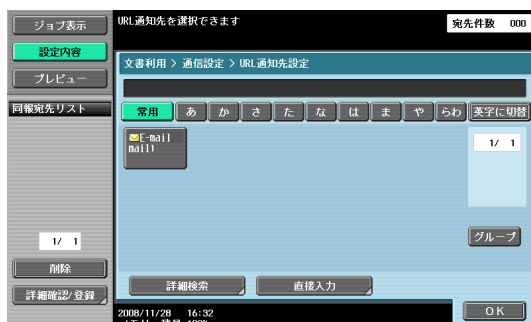 ジョブ表示
URL通知先を選択できます
宛先件数 000
設定内容
文書利用 > 通信設定 > URL通知先設定
プレビュー
同報宛先リスト
常用 あ か さ た な は ま や らわ 英字に切替
E-mail
mail1
1/ 1
グループ
1/ 1
削除
詳細検索 直接入力
詳細確認/登録
OK
2008/11/28 16:32